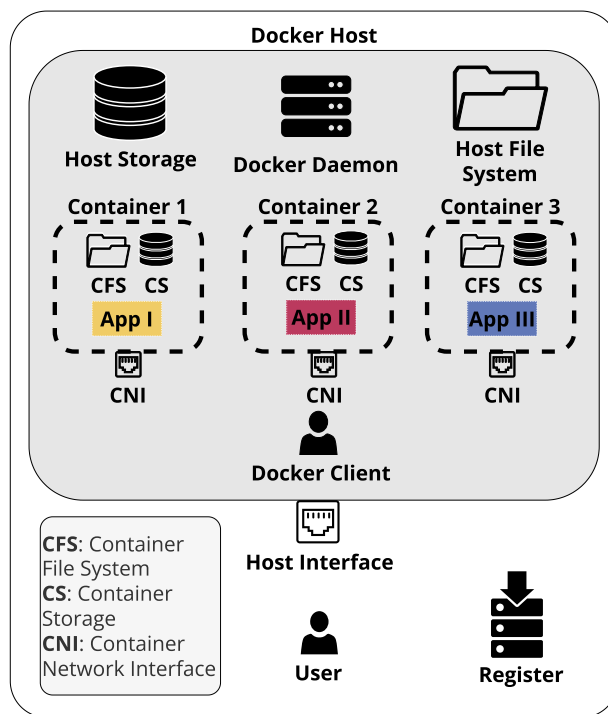 Docker Host
Host Storage
Docker Daemon
Host File
System
Container 1
Container 2
Container 3
CFS CS
CFS CS
CFS CS
App I
App II
App III
CNI
CNI
CNI
Docker Client
Host Interface
CFS: Container
File System
CS: Container
Storage
CNI: Container
Network Interface
User
Register